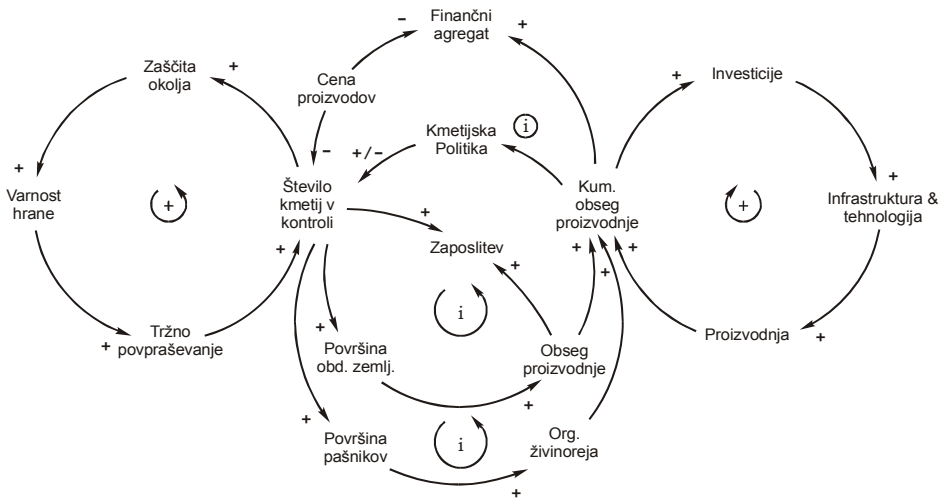 Finančni
agregat
–
+
Zaščita
okolja
+
Cena
proizvodov
Investicije
+
Kmetijska
Politika
i
+/–
–
+
Varnost
hrane
+
Število
kmetij v
kontroli
Kum.
obseg
proizvodnje
+
+
Infrastruktura &
tehnologija
+
Zaposlitev
+
+
+
+
+
i
+
Tržno
povpraševanje
+
Površina
obd. zemlj.
Obseg
proizvodnje
Proizvodnja
+
+
+
Površina
pašnikov
i
Org.
živinoreja
+